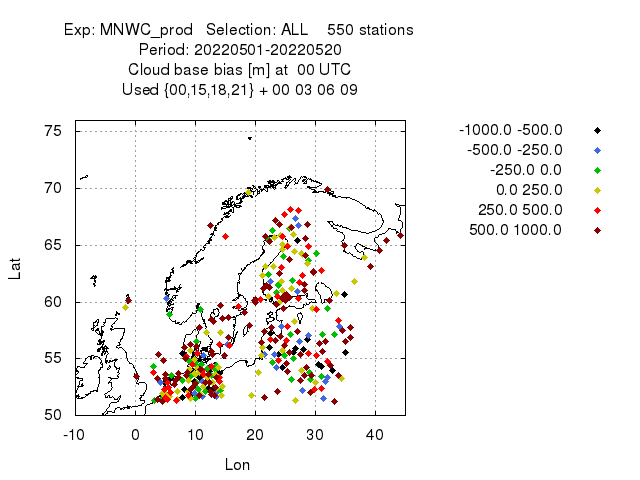 Exp: MNWC_prod   Selection: ALL    550 stations
Period: 20220501-20220520
Cloud base bias [m] at  00 UTC
Used {00,15,18,21} + 00 03 06 09
-1000.0 -500.0
-500.0 -250.0
-250.0 0.0
0.0 250.0
250.0 500.0
500.0 1000.0
75
70
65
60
55
50
Lat
-10 0 10 20 30 40
Lon